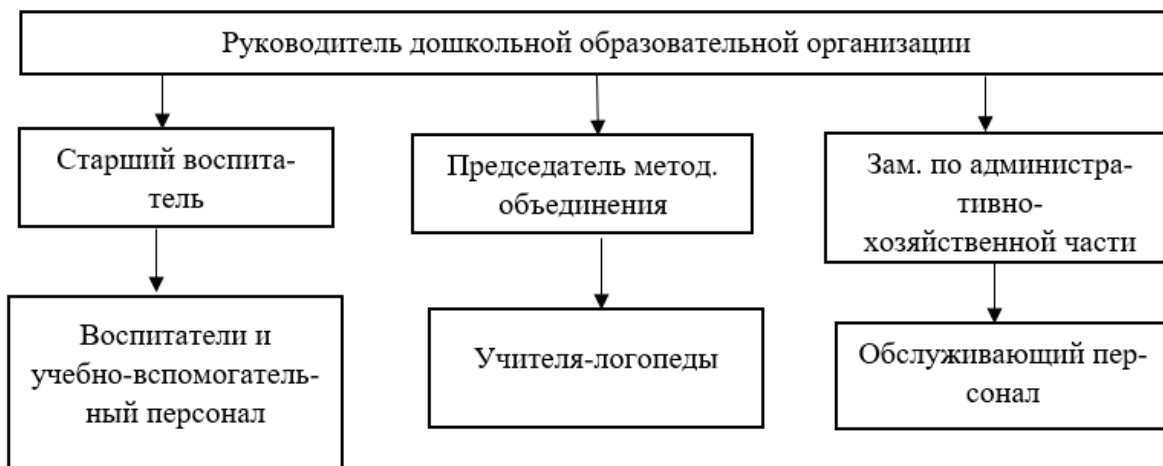 Руководитель дошкольной образовательной организации
Старший воспита-
тель
Председатель метод.
объединения
Зам. по администра-
тивно-
хозяйственной части
Воспитатели и
учебно-вспомогатель-
ный персонал
Учителя-логопеды
Обслуживающий пер-
сонал